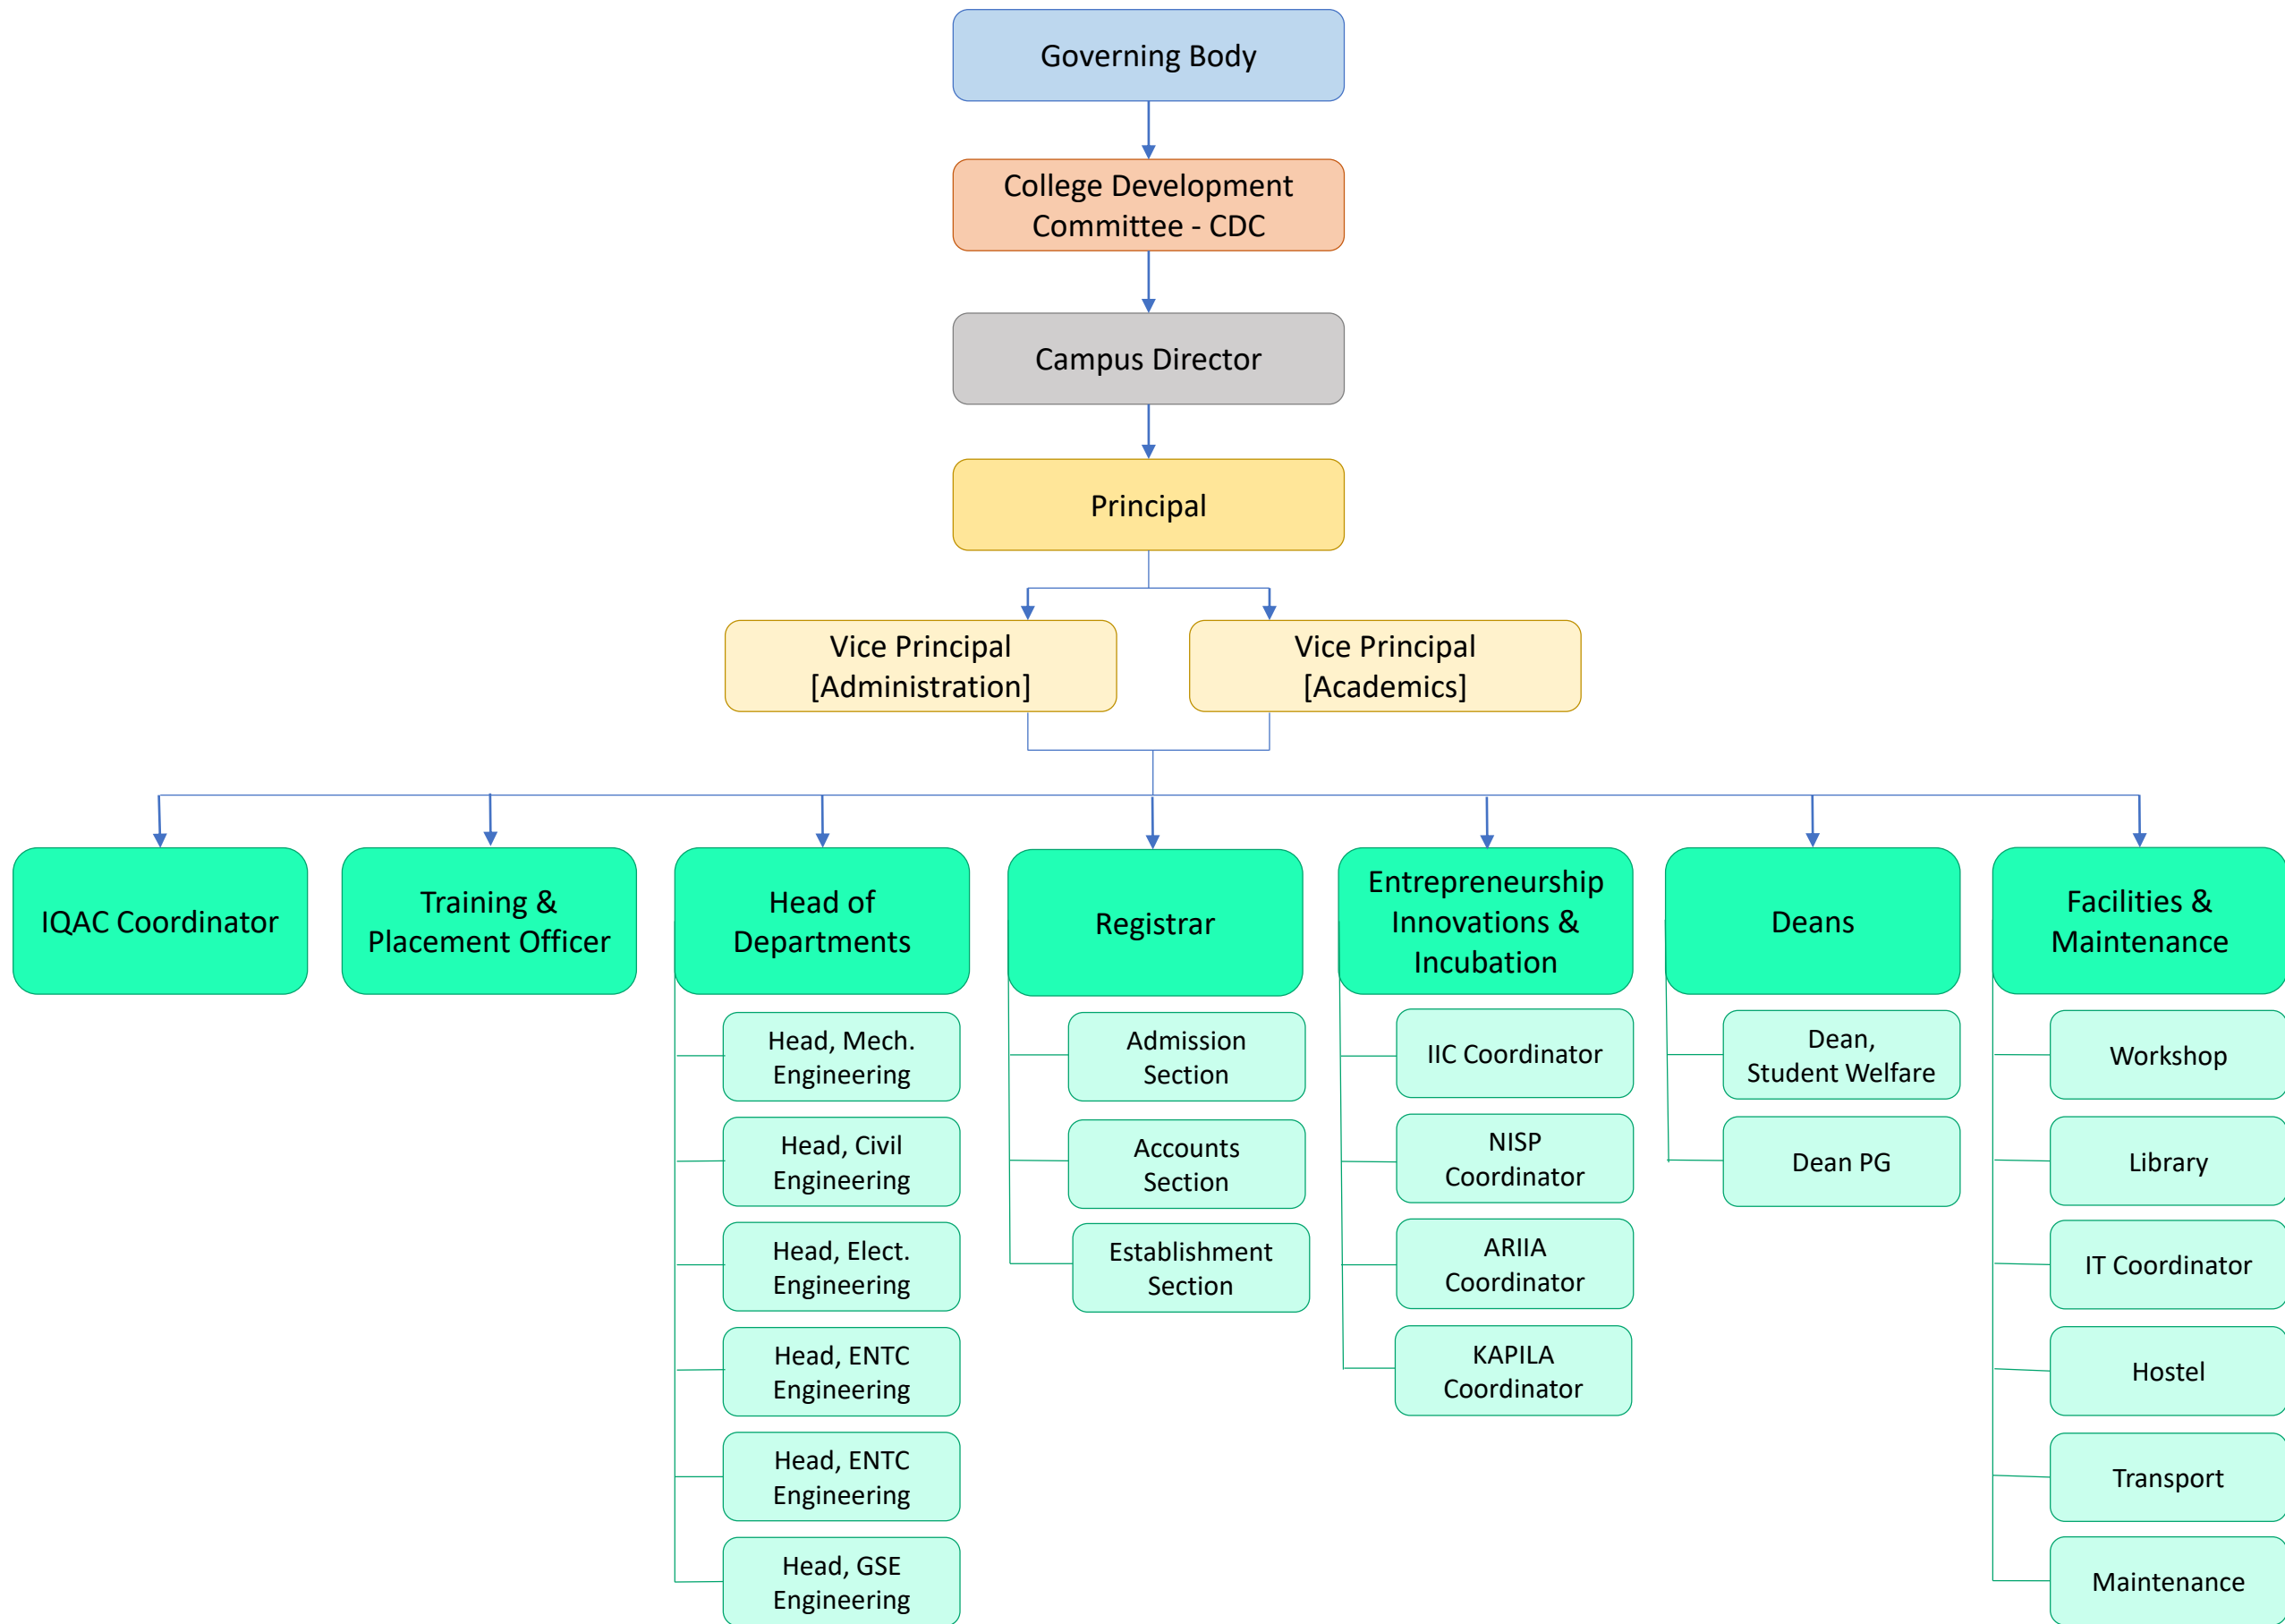 Governing Body
College Development
Committee - CDC
Campus Director
Principal
Vice Principal
[Administration]
Vice Principal
[Academics]
IQAC Coordinator
Training &
Placement Officer
Head of
Departments
Registrar
Entrepreneurship
Innovations &
Incubation
Deans
Facilities &
Maintenance
Head, Mech.
Engineering
Head, Civil
Engineering
Head, Elect.
Engineering
Head, ENTC
Engineering
Head, ENTC
Engineering
Head, GSE
Engineering
Admission
Section
Accounts
Section
Establishment
Section
IIC Coordinator
NISP
Coordinator
ARIIA
Coordinator
KAPILA
Coordinator
Dean,
Student Welfare
Dean PG
Workshop
Library
IT Coordinator
Hostel
Transport
Maintenance